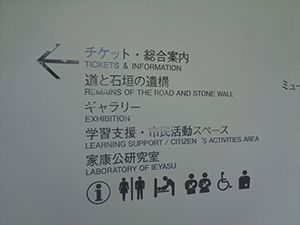 チケット・総合案内
TICKETS & INFORMATION
道と石垣の遺構
REMAINS OF THE ROAD AND STONE WALL
ギャラリー
EXHIBITION
学習支援・市民活動スペース
LEARNING SUPPORT / CITIZEN 'S ACTIVITIES AREA
家康公研究室
LABORATORY OF IEYASU
ミュ
MU